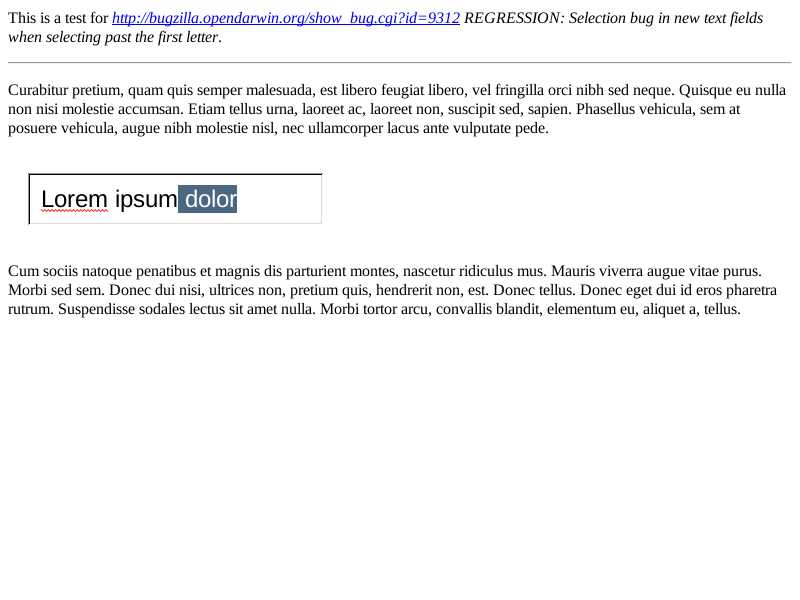 This is a test for http://bugzilla.opendarwin.org/show_bug.cgi?id=9312 REGRESSION: Selection bug in new text fields
when selecting past the first letter.
Curabitur pretium, quam quis semper malesuada, est libero feugiat libero, vel fringilla orci nibh sed neque. Quisque eu nulla
non nisi molestie accumsan. Etiam tellus urna, laoreet ac, laoreet non, suscipit sed, sapien. Phasellus vehicula, sem at
posuere vehicula, augue nibh molestie nisl, nec ullamcorper lacus ante vulputate pede.
Lorem ipsum dolor
Cum sociis natoque penatibus et magnis dis parturient montes, nascetur ridiculus mus. Mauris viverra augue vitae purus.
Morbi sed sem. Donec dui nisi, ultrices non, pretium quis, hendrerit non, est. Donec tellus. Donec eget dui id eros pharetra
rutrum. Suspendisse sodales lectus sit amet nulla. Morbi tortor arcu, convallis blandit, elementum eu, aliquet a, tellus.